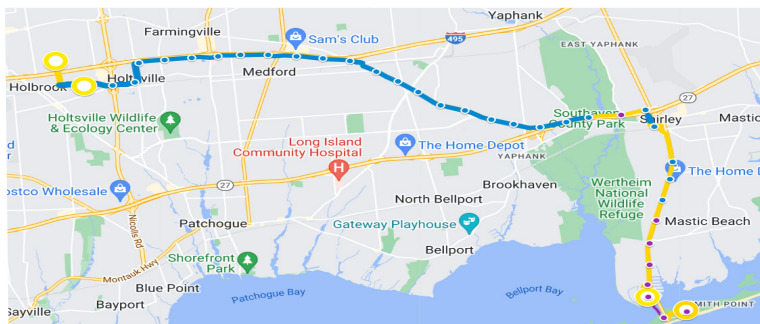 Yaphank
Farmingville
Sam's Club
495
EAST YAPHANK
Holbrook
Holtsville
Medford
27
Holtsville Wildlife
& Ecology Center
Southaven
County Park
Shirley
Mastic
Long Island
Community Hospital
The Home Depot
YAPHANK
The Home D
ostco Wholesale
27
Brookhaven
Wertheim
National
Wildlife
Refuge
North Bellport
Nicolls Rd
Patchogue
Gateway Playhouse
Mastic Beach
Bellport
Shorefront
Park
Montauk Hwy
Blue Point
Patchogue Bay
Bellport Bay
Bayport
Sayville
MITH POINT